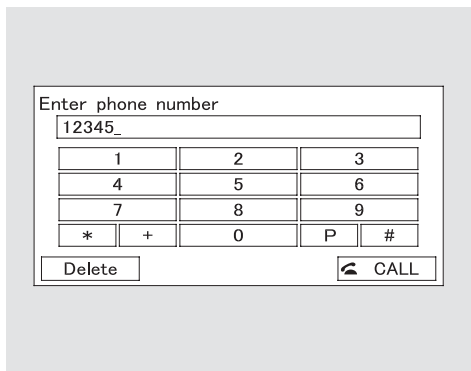 Enter phone number
12345_
1 2 3
4 5 6
7 8 9
* + 0 P #
Delete CALL